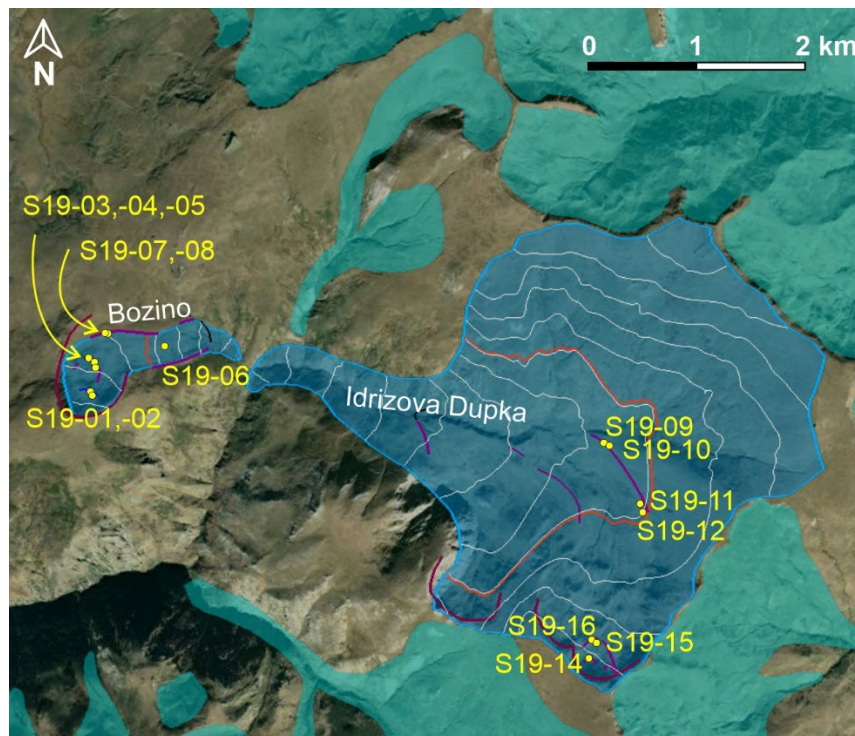 N
0 1 2 km
S19-03,-04,-05
S19-07,-08
Bozino
S19-06
S19-01,-02
Idrizova Dupka
S19-09
S19-10
S19-11
S19-12
S19-16
S19-15
S19-14